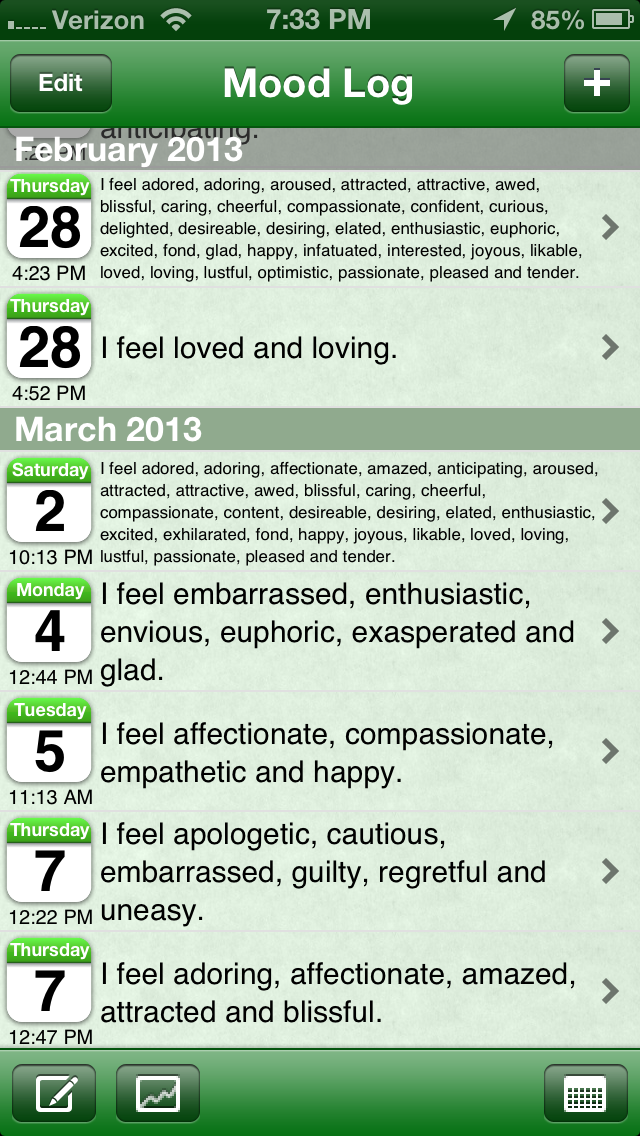 Verizon 7:33 PM 85%
Edit Mood Log +
anticipating.
February 2013
Thursday
28
4:23 PM
I feel adored, adoring, aroused, attracted, attractive, awed,
blissful, caring, cheerful, compassionate, confident, curious,
delighted, desireable, desiring, elated, enthusiastic, euphoric,
excited, fond, glad, happy, infatuated, interested, joyous, likable,
loved, loving, lustful, optimistic, passionate, pleased and tender.
Thursday
28
4:52 PM
I feel loved and loving.
March 2013
Saturday
2
10:13 PM
I feel adored, adoring, affectionate, amazed, anticipating, aroused,
attracted, attractive, awed, blissful, caring, cheerful,
compassionate, content, desireable, desiring, elated, enthusiastic,
excited, exhilarated, fond, happy, joyous, likable, loved, loving,
lustful, passionate, pleased and tender.
Monday
4
12:44 PM
I feel embarrassed, enthusiastic,
envious, euphoric, exasperated and
glad.
Tuesday
5
11:13 AM
I feel affectionate, compassionate,
empathetic and happy.
Thursday
7
12:22 PM
I feel apologetic, cautious,
embarrassed, guilty, regretful and
uneasy.
Thursday
7
12:47 PM
I feel adoring, affectionate, amazed,
attracted and blissful.